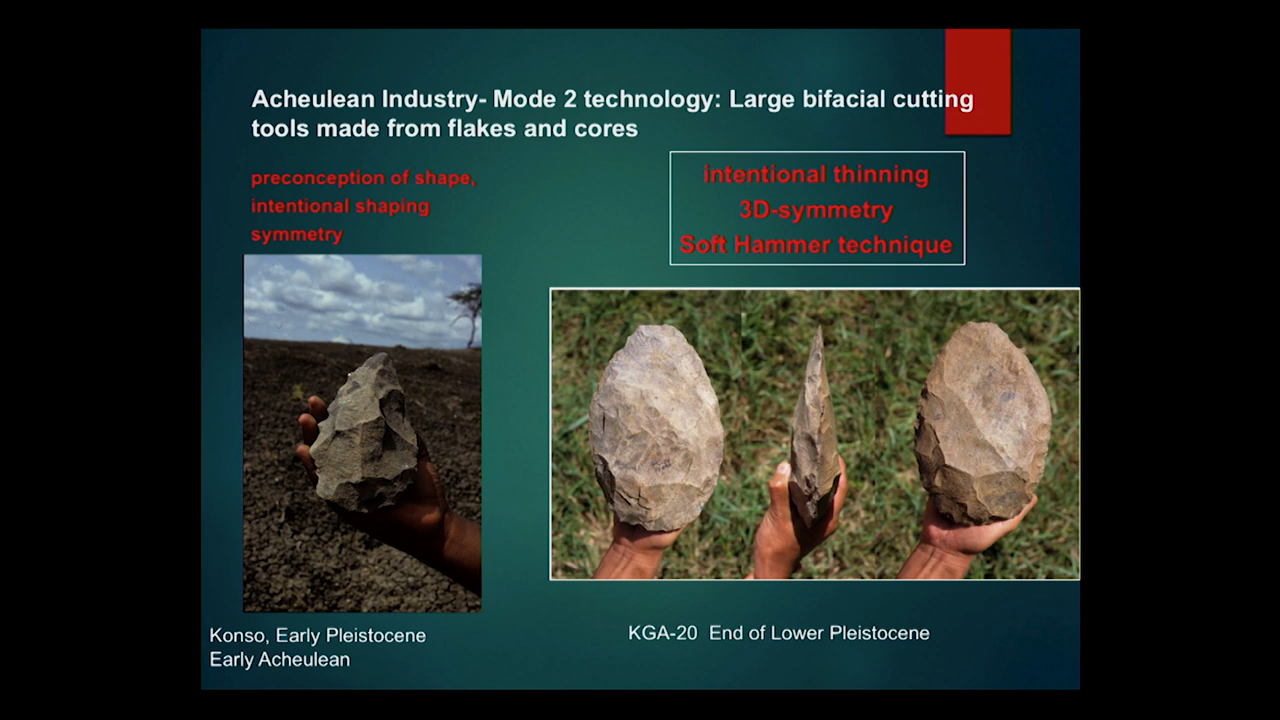 Acheulean Industry- Mode 2 technology: Large bifacial cutting
tools made from flakes and cores
preconception of shape,
intentional shaping
symmetry
intentional thinning
3D-symmetry
Soft Hammer technique
Konso, Early Pleistocene
Early Acheulean
KGA-20 End of Lower Pleistocene